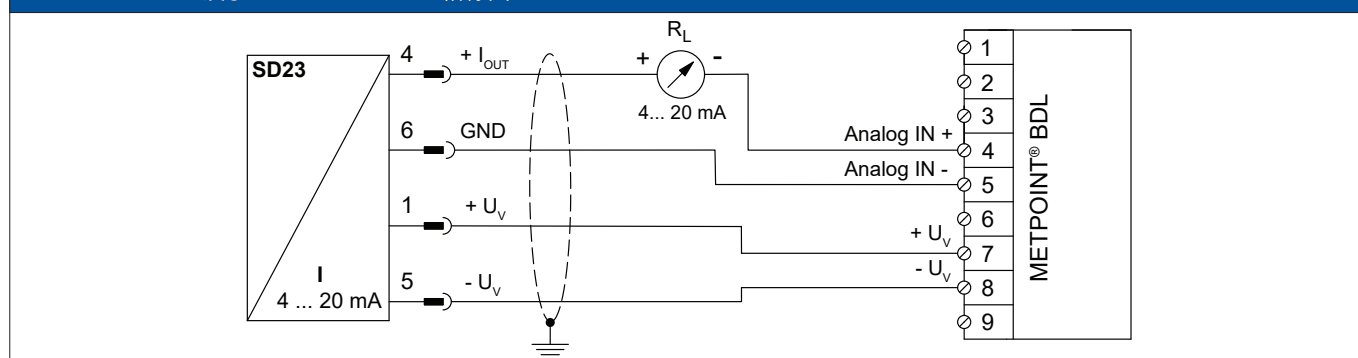 SD23
I
4 ... 20 mA
4
+ I_OUT
6
GND
1
+ U_V
5
- U_V
R_L
+
-
4... 20 mA
Analog IN +
Analog IN -
+ U_V
- U_V
1
2
3
4
5
6
7
8
9
METPOINT® BDL